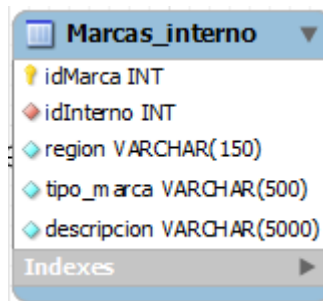 Marcas_interno
idMarca INT
idInterno INT
region VARCHAR(150)
tipo_marca VARCHAR(500)
descripcion VARCHAR(5000)
Indexes